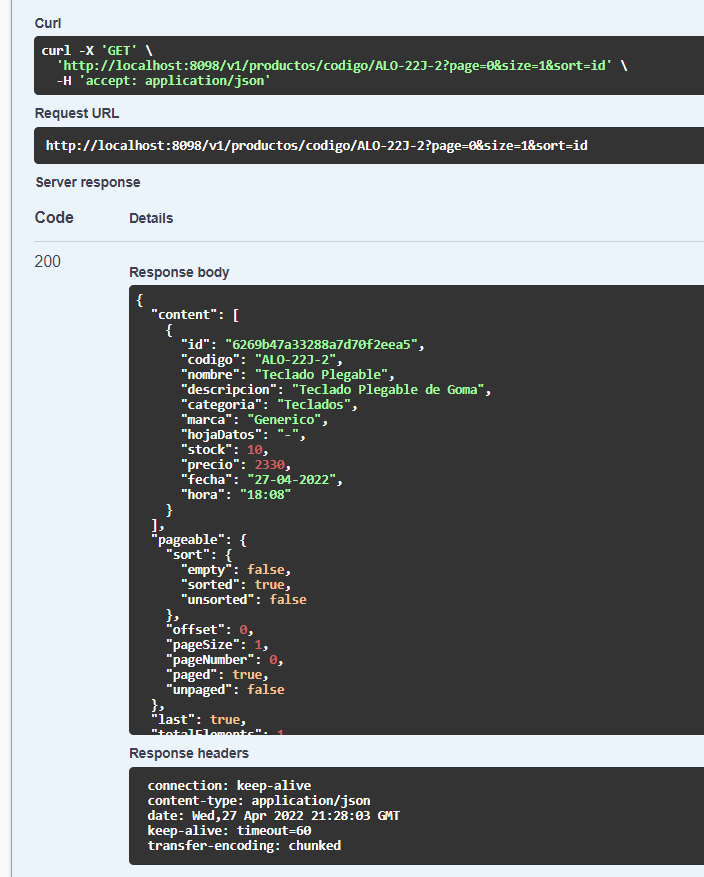 Curl
curl -X 'GET' \
'http://localhost:8098/v1/productos/codigo/ALO-22J-2?page=0&size=1&sort=id' \
-H 'accept: application/json'
Request URL
http://localhost:8098/v1/productos/codigo/ALO-22J-2?page=0&size=1&sort=id
Server response
Code Details
200
Response body
{
"content": [
{
"id": "6269b47a33288a7d70f2eea5",
"codigo": "ALO-22J-2",
"nombre": "Teclado Plegable",
"descripcion": "Teclado Plegable de Goma",
"categoria": "Teclados",
"marca": "Generico",
"hojaDatos": "-",
"stock": 10,
"precio": 2330,
"fecha": "27-04-2022",
"hora": "18:08"
}
],
"pageable": {
"sort": {
"empty": false,
"sorted": true,
"unsorted": false
},
"offset": 0,
"pageSize": 1,
"pageNumber": 0,
"paged": true,
"unpaged": false
},
"last": true,
"totalElements": 1
Response headers
connection: keep-alive
content-type: application/json
date: Wed,27 Apr 2022 21:28:03 GMT
keep-alive: timeout=60
transfer-encoding: chunked